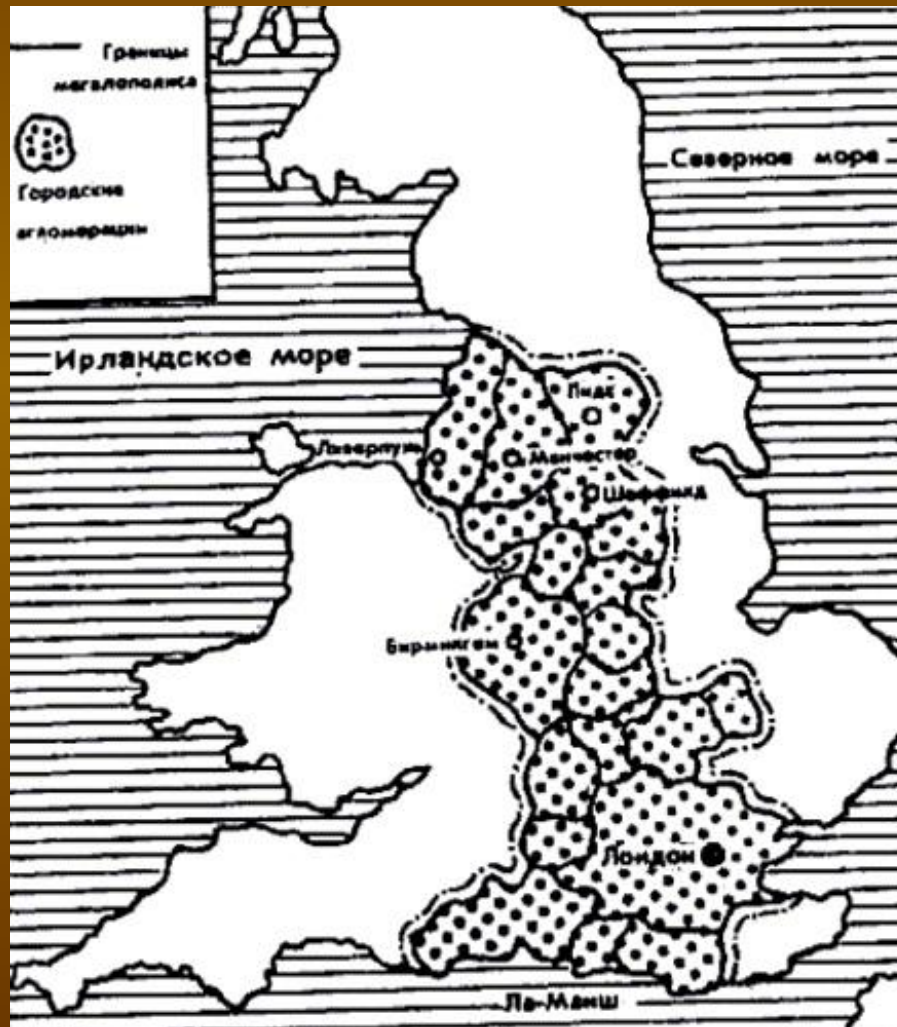 Границы
мегалополиса
Городские
агломерации
Северное море
Ирландское море
Лидс
Ливерпуль
Манчестер
Шеффилд
Бирмингем
Лондон
Ла-Манш